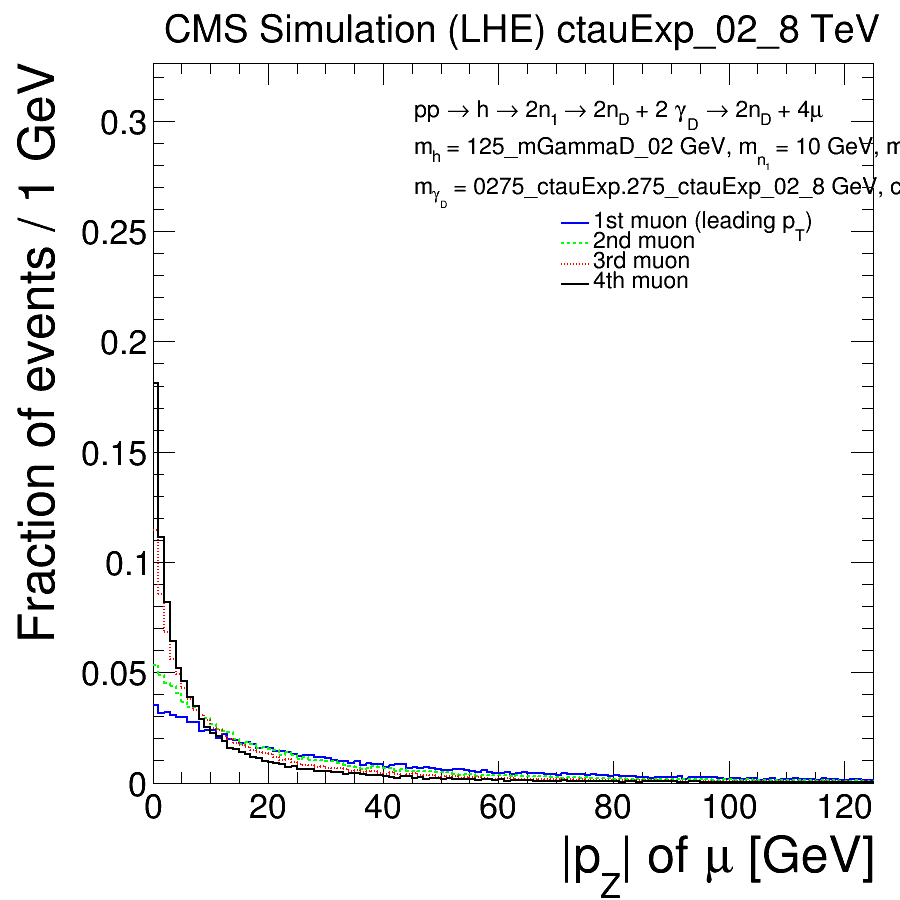 CMS Simulation (LHE) ctauExp_02_8 TeV
Fraction of events / 1 GeV
0.3
0.25
0.2
0.15
0.1
0.05
0
pp → h → 2n1 → 2nD + 2 γD → 2nD + 4μ
mh = 125_mGammaD_02 GeV, mn1 = 10 GeV, m
mγD = 0275_ctauExp.275_ctauExp_02_8 GeV, c
1st muon (leading pT)
2nd muon
3rd muon
4th muon
0 20 40 60 80 100 120
|pZ| of μ [GeV]